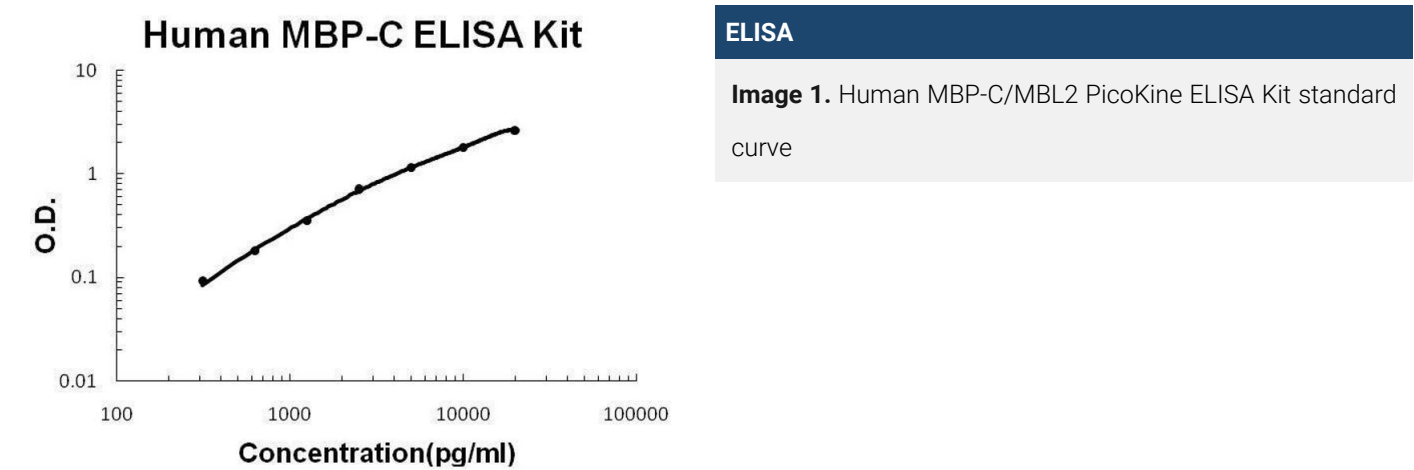 Human MBP-C ELISA Kit
10
1
0.1
0.01
O.D.
100 1000 10000 100000
Concentration(pg/ml)
ELISA
Image 1. Human MBP-C/MBL2 PicoKine ELISA Kit standard
curve